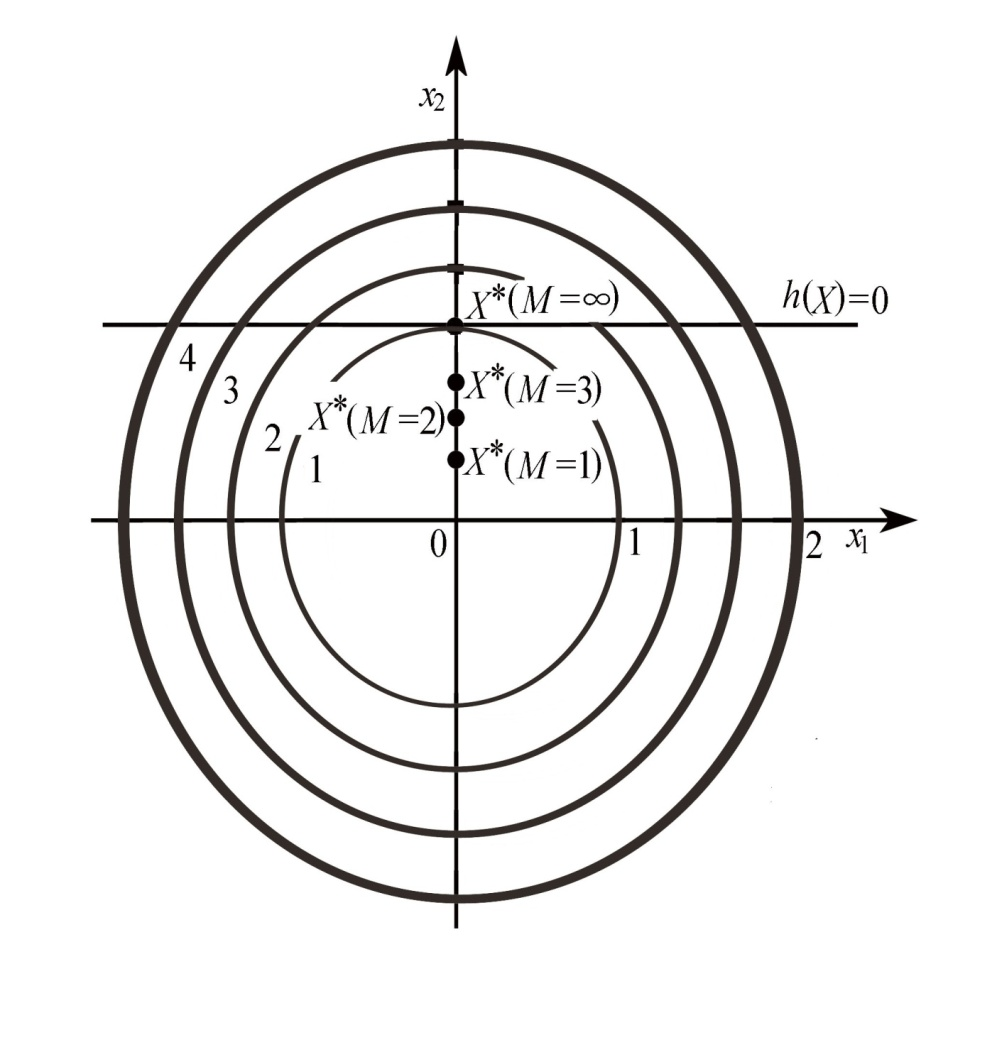 x₂
X*(M=∞)
h(X)=0
4
3
X*(M=3)
X*(M=2)
2
1
X*(M=1)
0
1
2
x₁